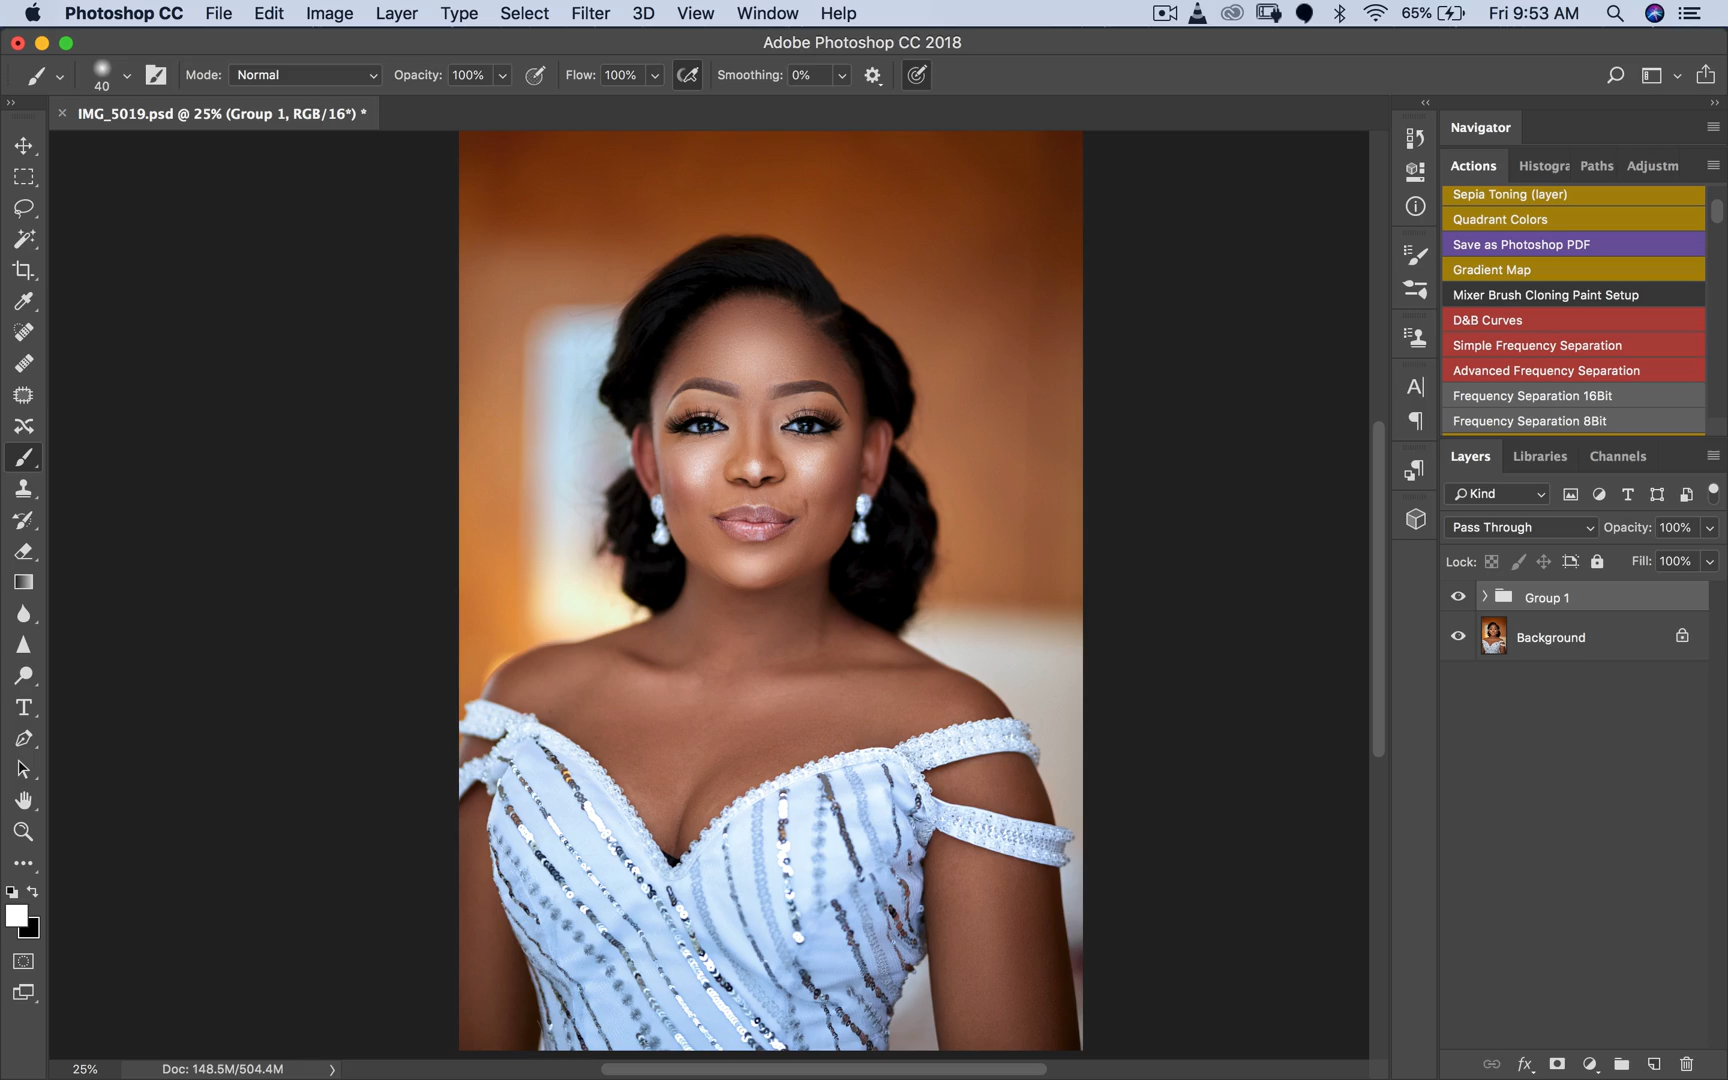 Photoshop CC File Edit Image Layer Type Select Filter 3D View Window Help 65% Fri 9:53 AM
Adobe Photoshop CC 2018
40 Mode: Normal Opacity: 100% Flow: 100% Smoothing: 0%
IMG_5019.psd @ 25% (Group 1, RGB/16*) *
Navigator
Actions Histogra Paths Adjustm
Sepia Toning (layer)
Quadrant Colors
Save as Photoshop PDF
Gradient Map
Mixer Brush Cloning Paint Setup
D&B Curves
Simple Frequency Separation
Advanced Frequency Separation
Frequency Separation 16Bit
Frequency Separation 8Bit
Layers Libraries Channels
Kind
Pass Through Opacity: 100%
Lock: Fill: 100%
Group 1
Background
25% Doc: 148.5M/504.4M